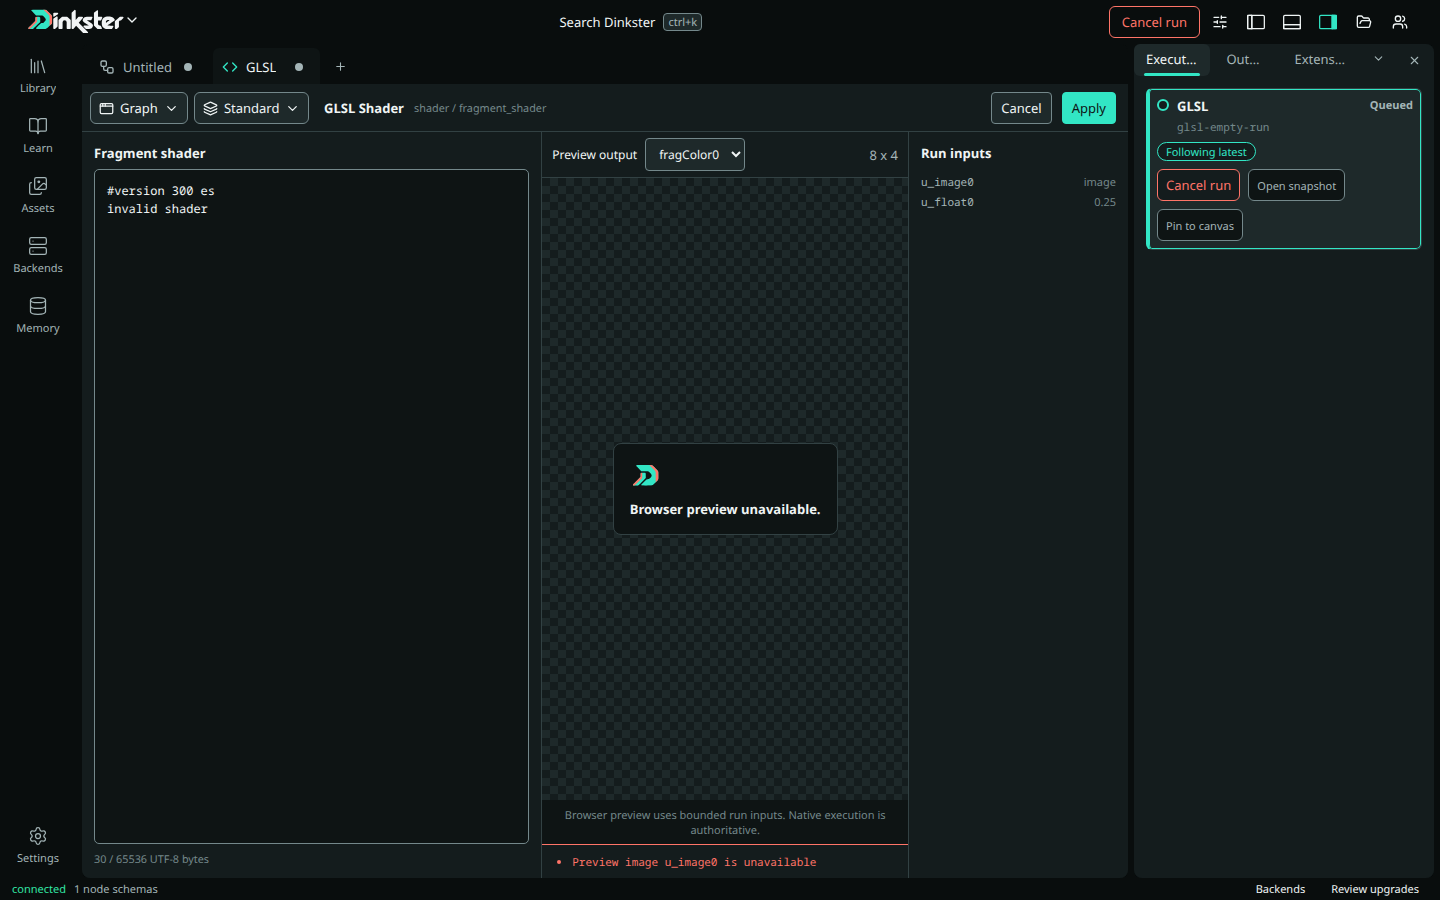 Dinkster
Search Dinkster ctrl+k
Cancel run
Library
Learn
Assets
Backends
Memory
Settings
Untitled
GLSL
Graph
Standard
GLSL Shader shader / fragment_shader
Cancel
Apply
Fragment shader
#version 300 es
invalid shader
30 / 65536 UTF-8 bytes
Preview output fragColor0 8 x 4
Browser preview unavailable.
Browser preview uses bounded run inputs. Native execution is
authoritative.
• Preview image u_image0 is unavailable
Run inputs
u_image0 image
u_float0 0.25
Execut... Out... Extens...
GLSL Queued
glsl-empty-run
Following latest
Cancel run Open snapshot
Pin to canvas
connected 1 node schemas
Backends Review upgrades